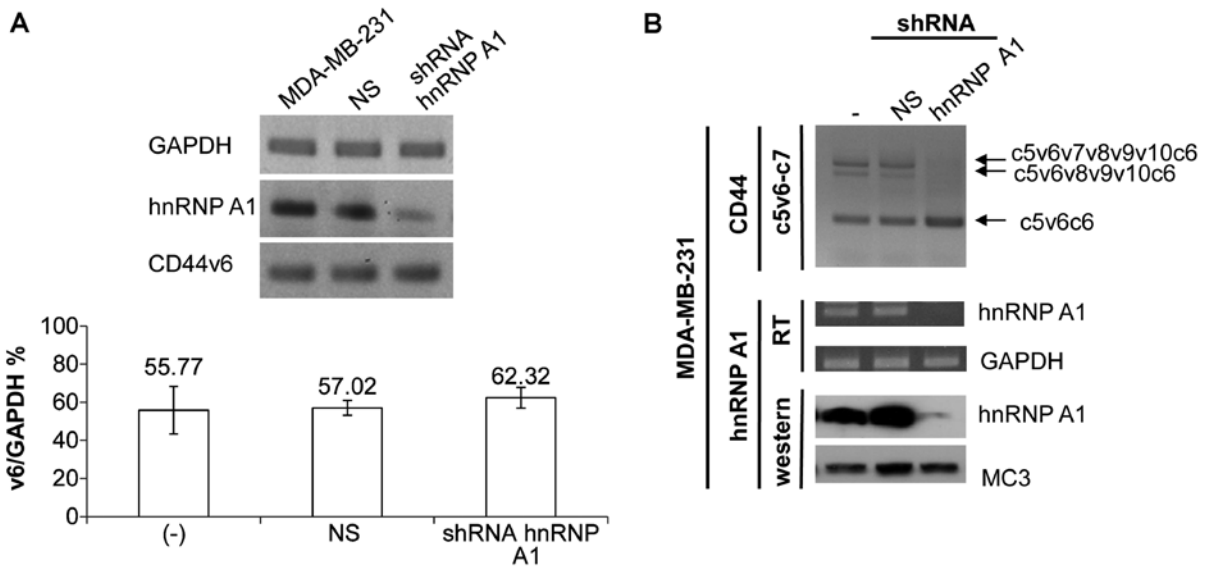 A
MDA-MB-231
NS
shRNA
hnRNP A1
GAPDH
hnRNP A1
CD44v6
v6/GAPDH %
100
80
60
40
20
0
55.77
57.02
62.32
(-)
NS
shRNA hnRNP
A1
B
shRNA
-
NS
hnRNP A1
MDA-MB-231
CD44
c5v6-c7
c5v6v7v8v9v10c6
c5v6v8v9v10c6
c5v6c6
hnRNP A1
RT
hnRNP A1
GAPDH
western
hnRNP A1
MC3